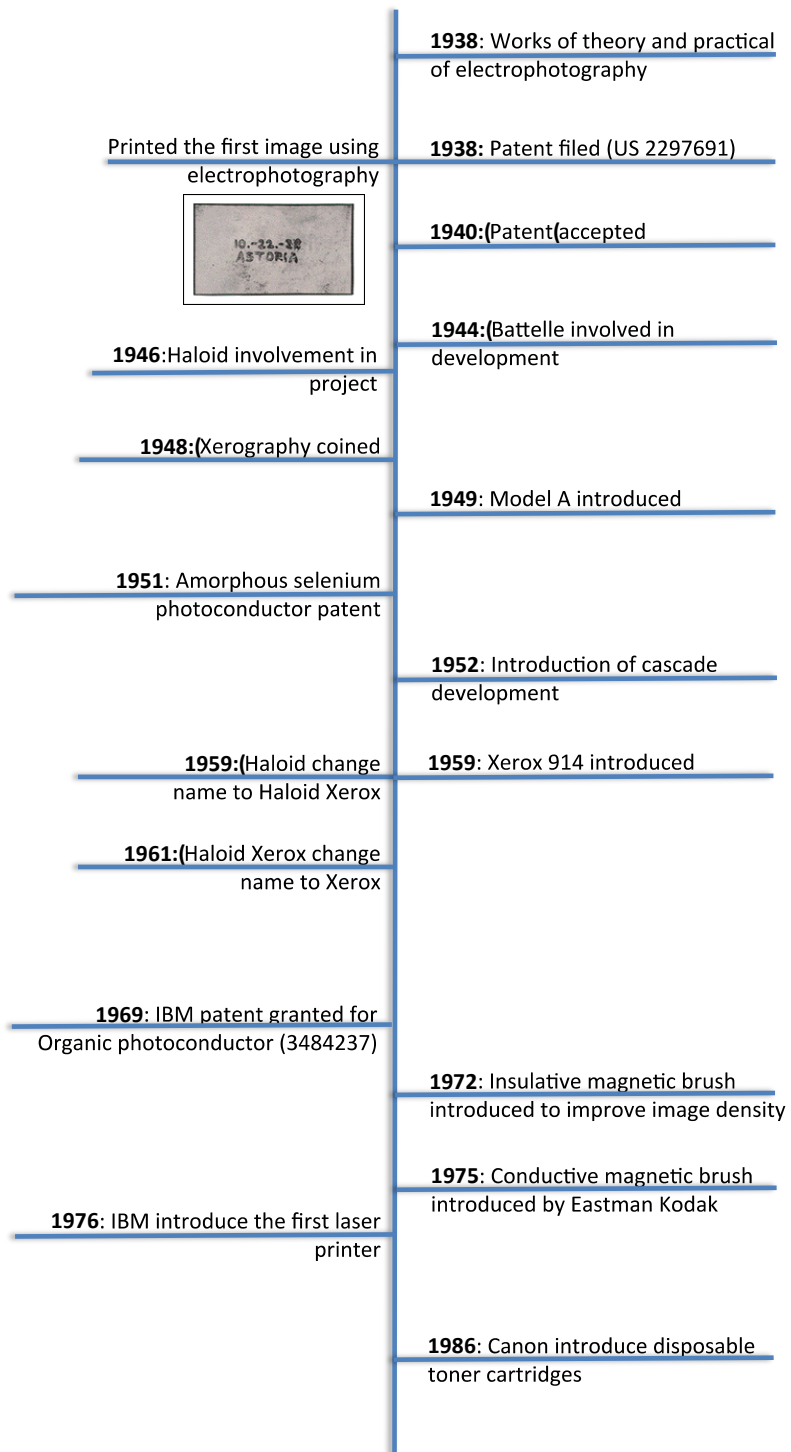 1938: Works of theory and practical
of electrophotography
Printed the first image using
electrophotography
1938: Patent filed (US 2297691)
10.-22.-38
ASTORIA
1940:(Patent(accepted
1944:(Battelle involved in
development
1946:Haloid involvement in
project
1948:(Xerography coined
1949: Model A introduced
1951: Amorphous selenium
photoconductor patent
1952: Introduction of cascade
development
1959:(Haloid change
name to Haloid Xerox
1959: Xerox 914 introduced
1961:(Haloid Xerox change
name to Xerox
1969: IBM patent granted for
Organic photoconductor (3484237)
1972: Insulative magnetic brush
introduced to improve image density
1975: Conductive magnetic brush
introduced by Eastman Kodak
1976: IBM introduce the first laser
printer
1986: Canon introduce disposable
toner cartridges